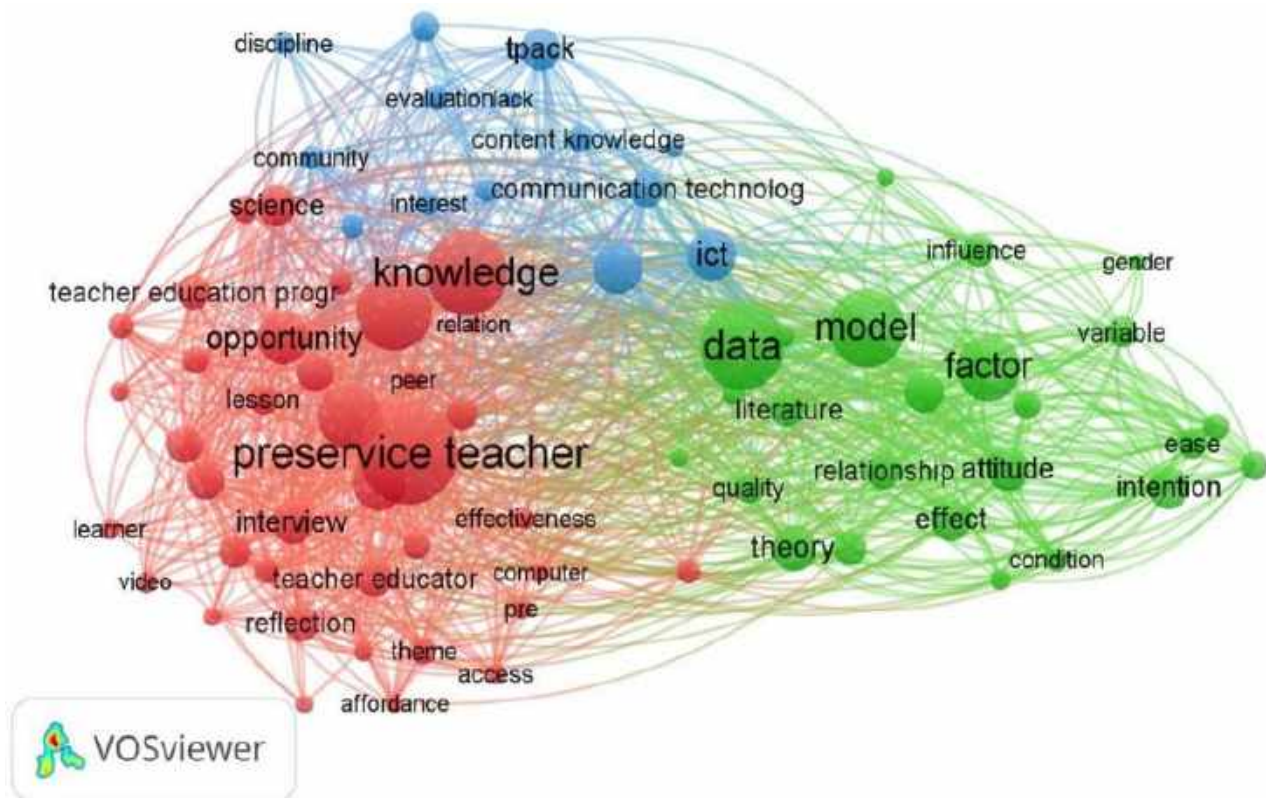 discipline
tpack
evaluation
lack
content knowledge
community
communication technolog
science
interest
influence
gender
ict
knowledge
teacher education progr
relation
model
variable
opportunity
data
factor
peer
lesson
literature
ease
preservice teacher
relationship
attitude
quality
intention
interview
effectiveness
effect
learner
theory
condition
video
teacher educator
computer
pre
reflection
theme
access
affordance
VOSviewer